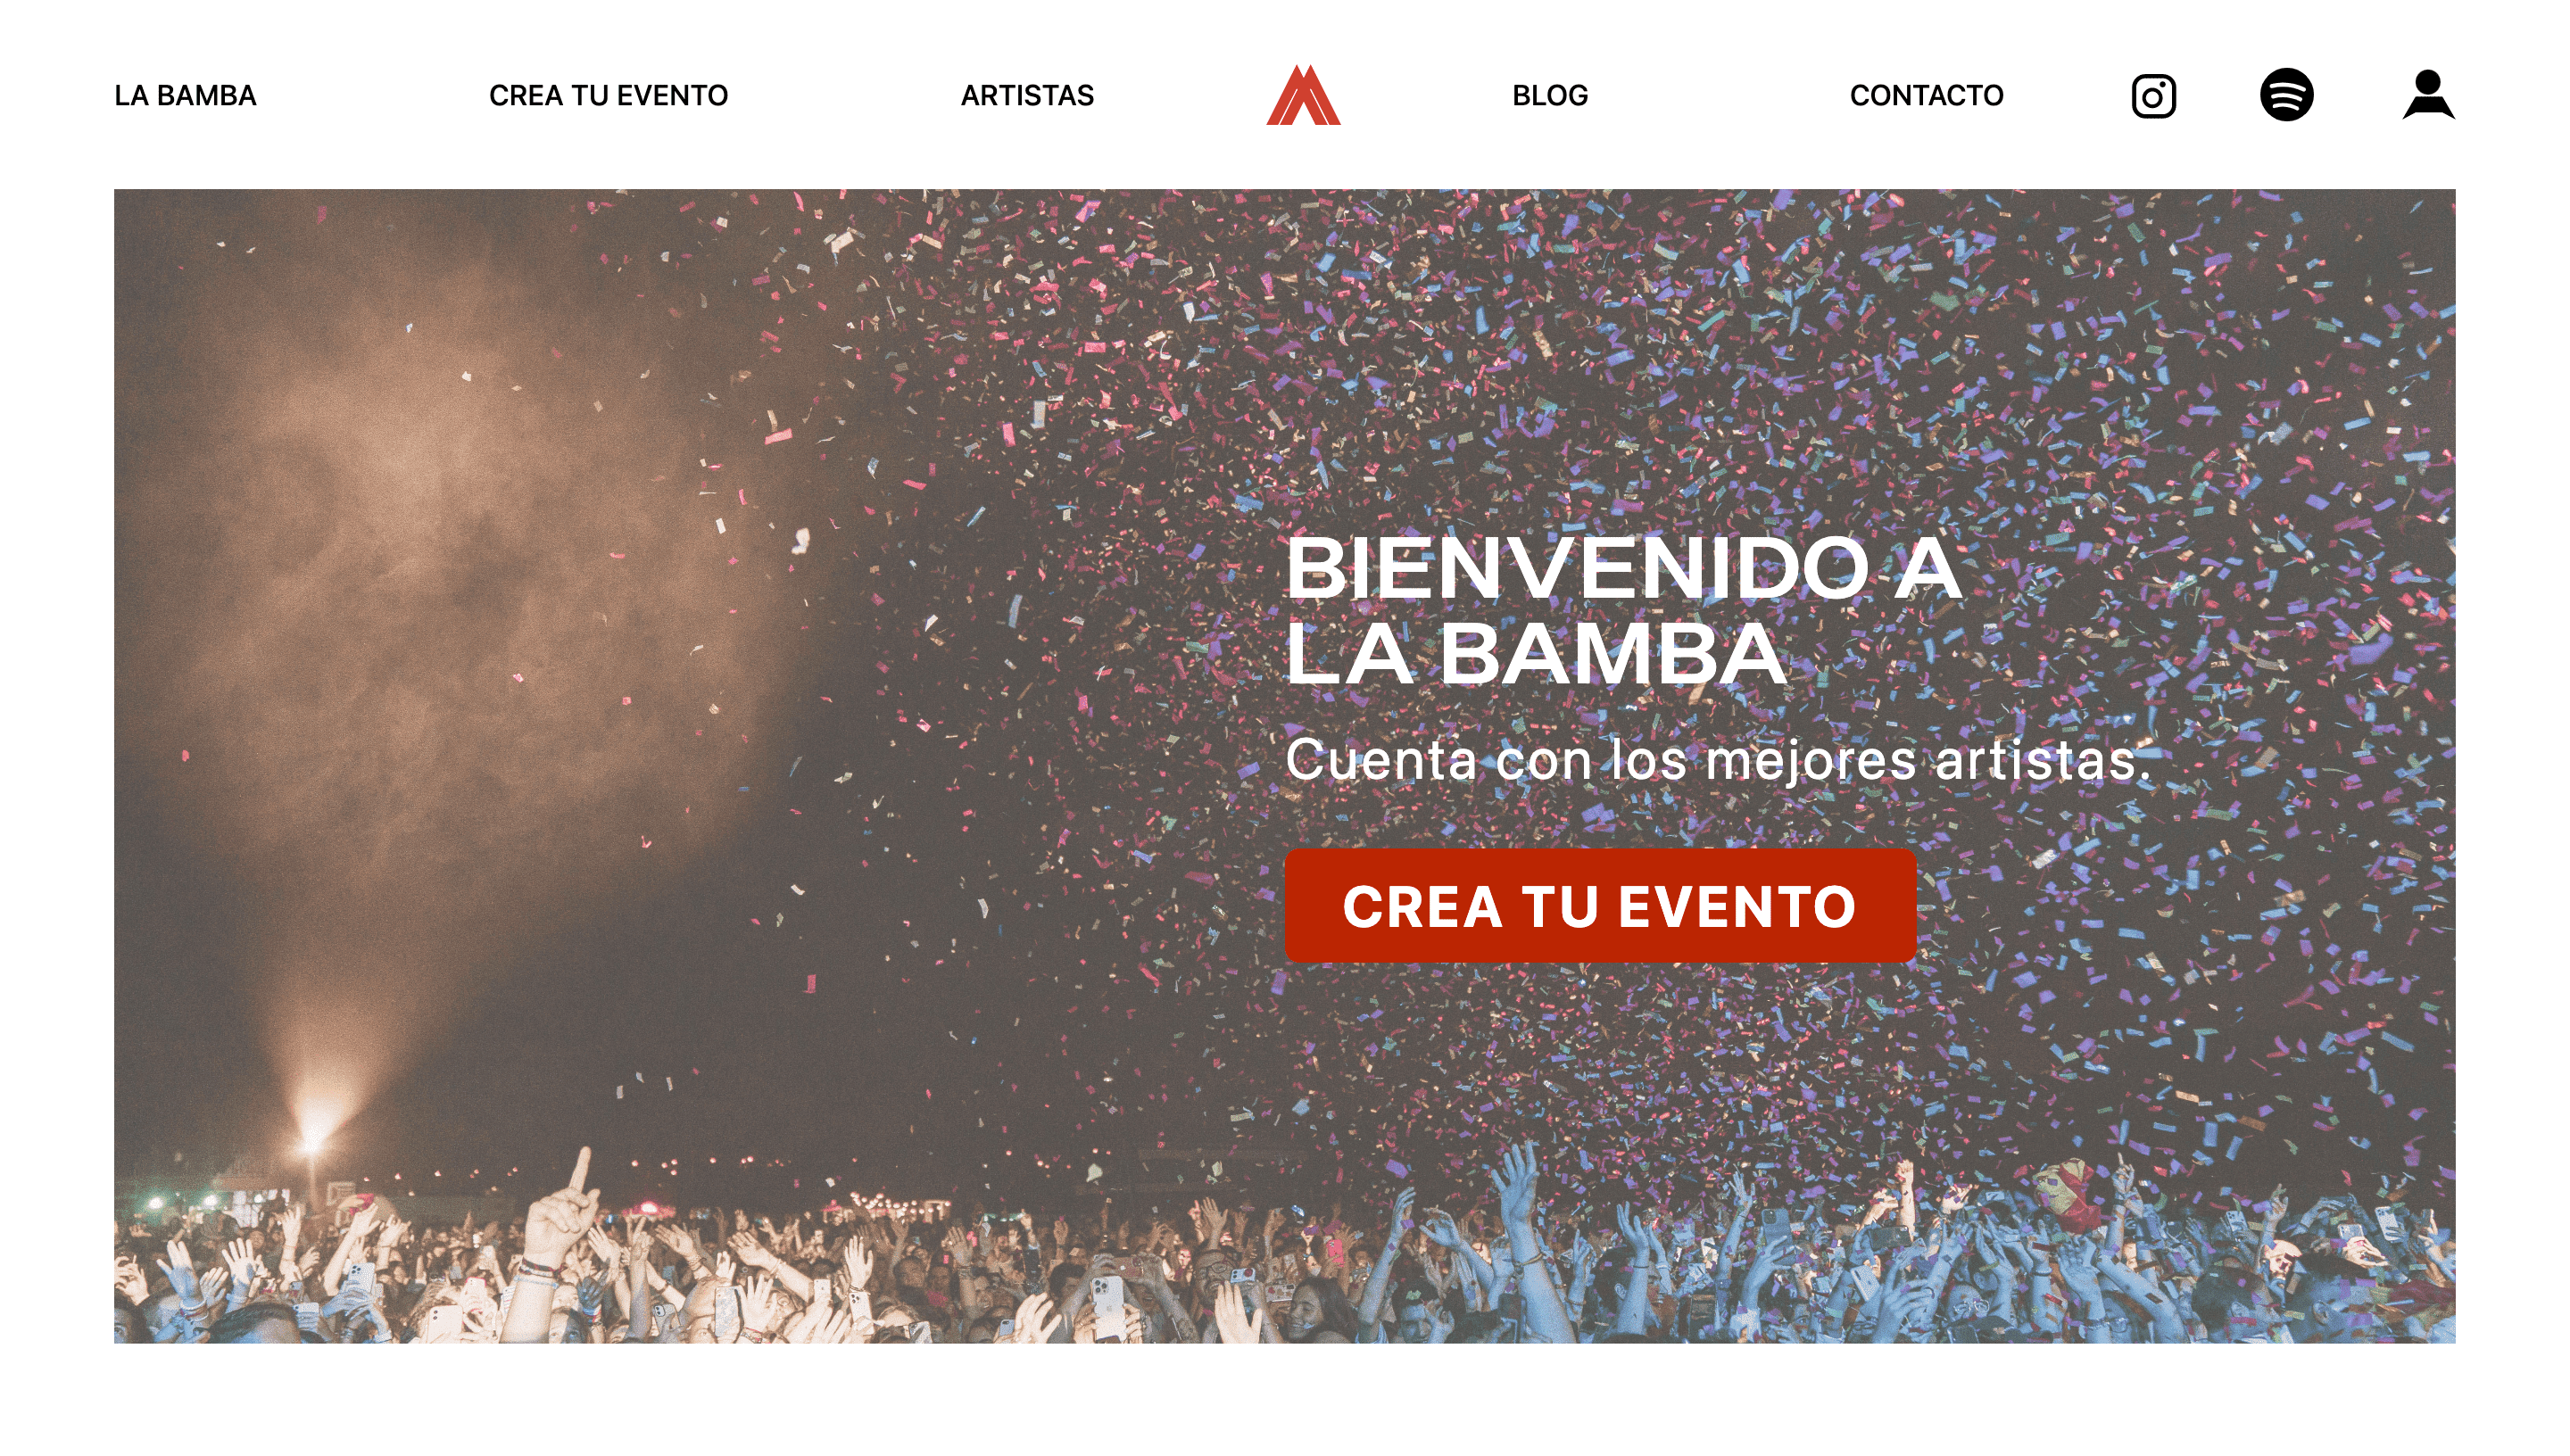 LA BAMBA
CREA TU EVENTO
ARTISTAS
BLOG
CONTACTO
BIENVENIDO A
LA BAMBA
Cuenta con los mejores artistas.
CREA TU EVENTO